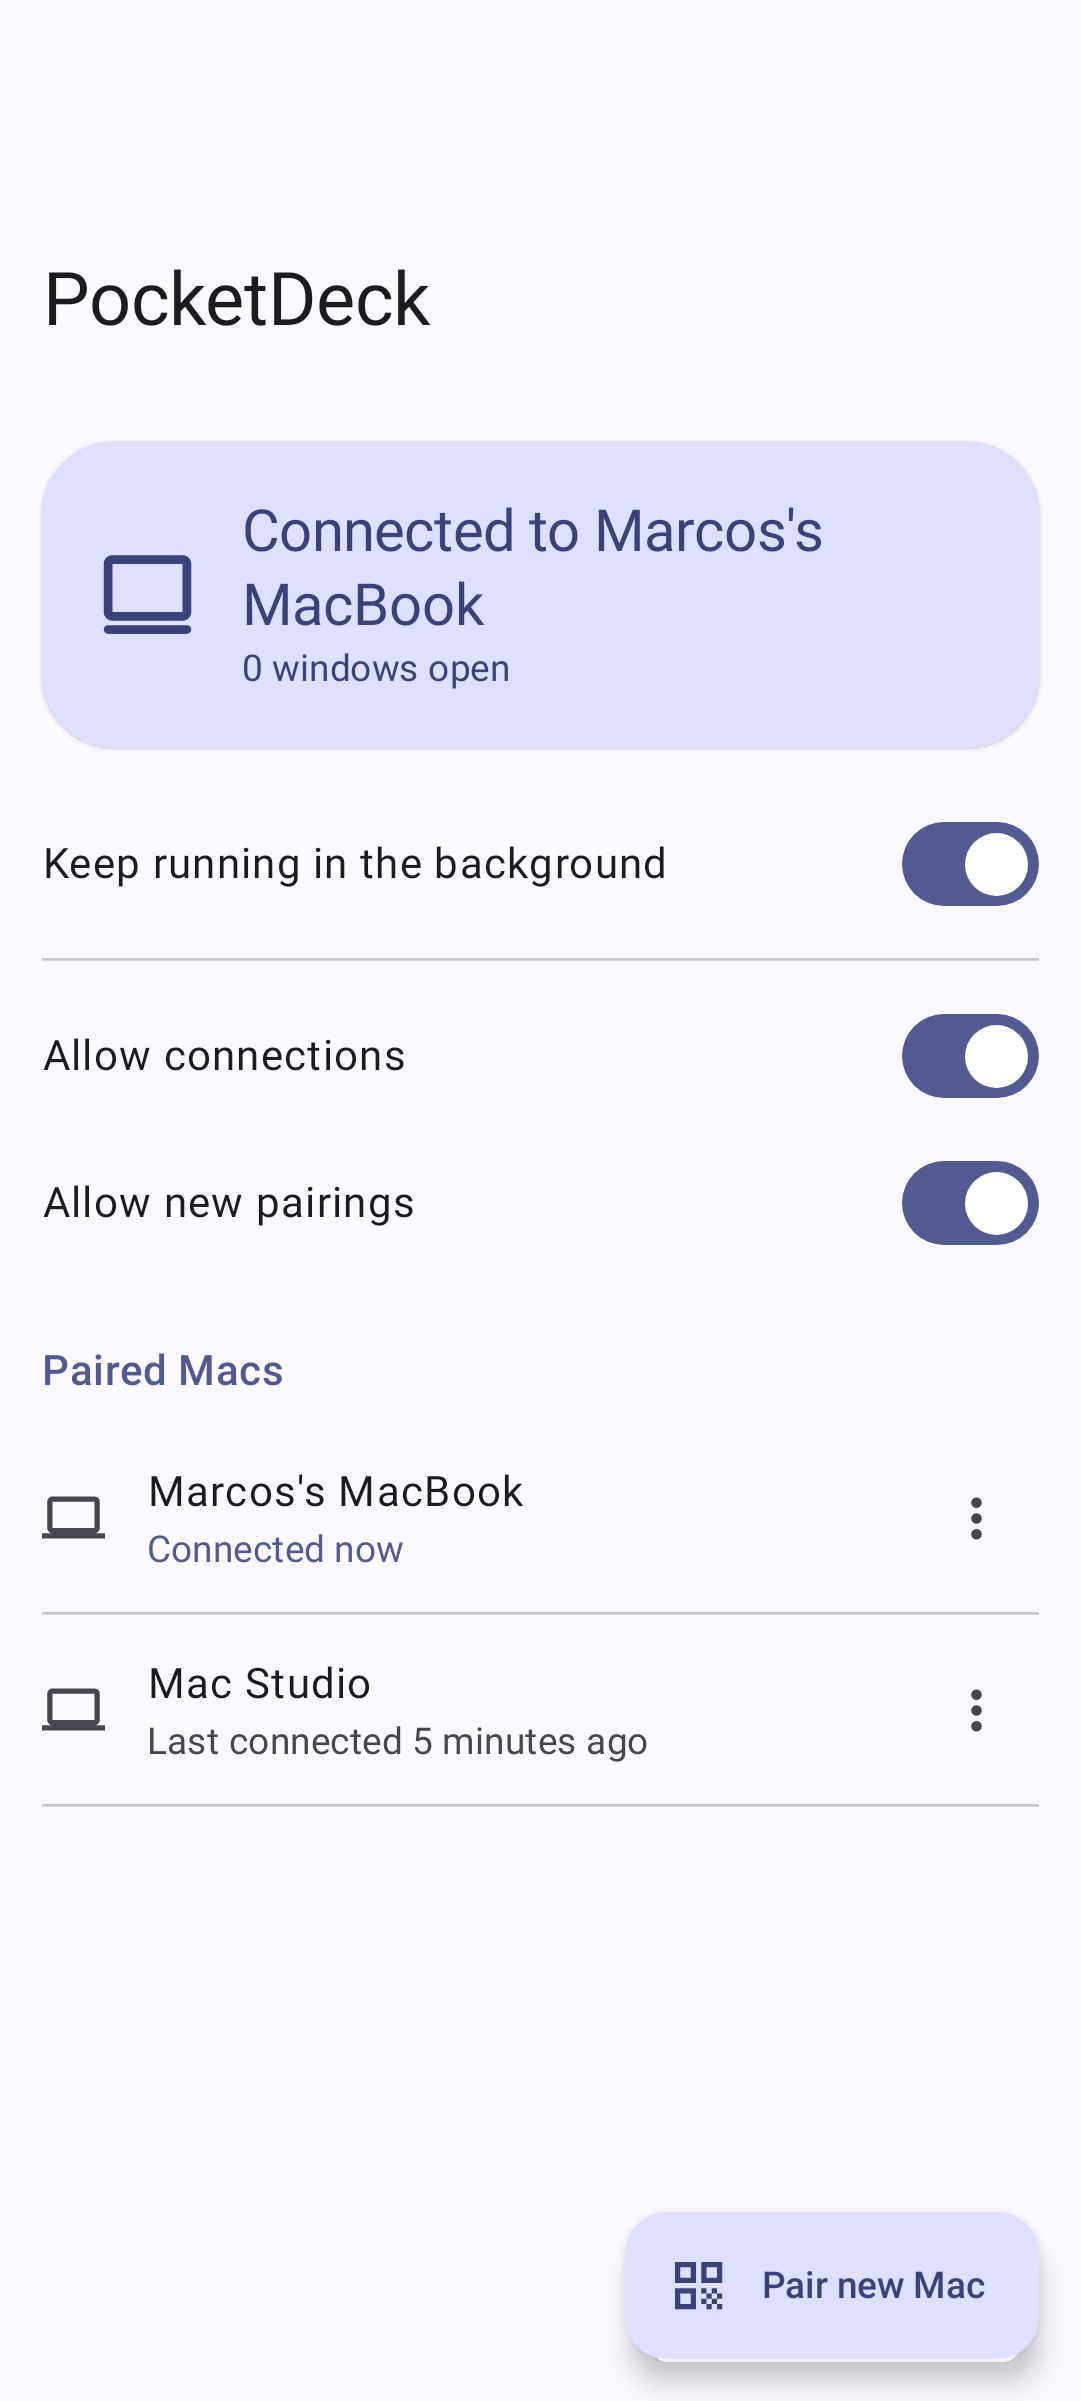 PocketDeck
Connected to Marcos's
MacBook
0 windows open
Keep running in the background
Allow connections
Allow new pairings
Paired Macs
Marcos's MacBook
Connected now
Mac Studio
Last connected 5 minutes ago
Pair new Mac